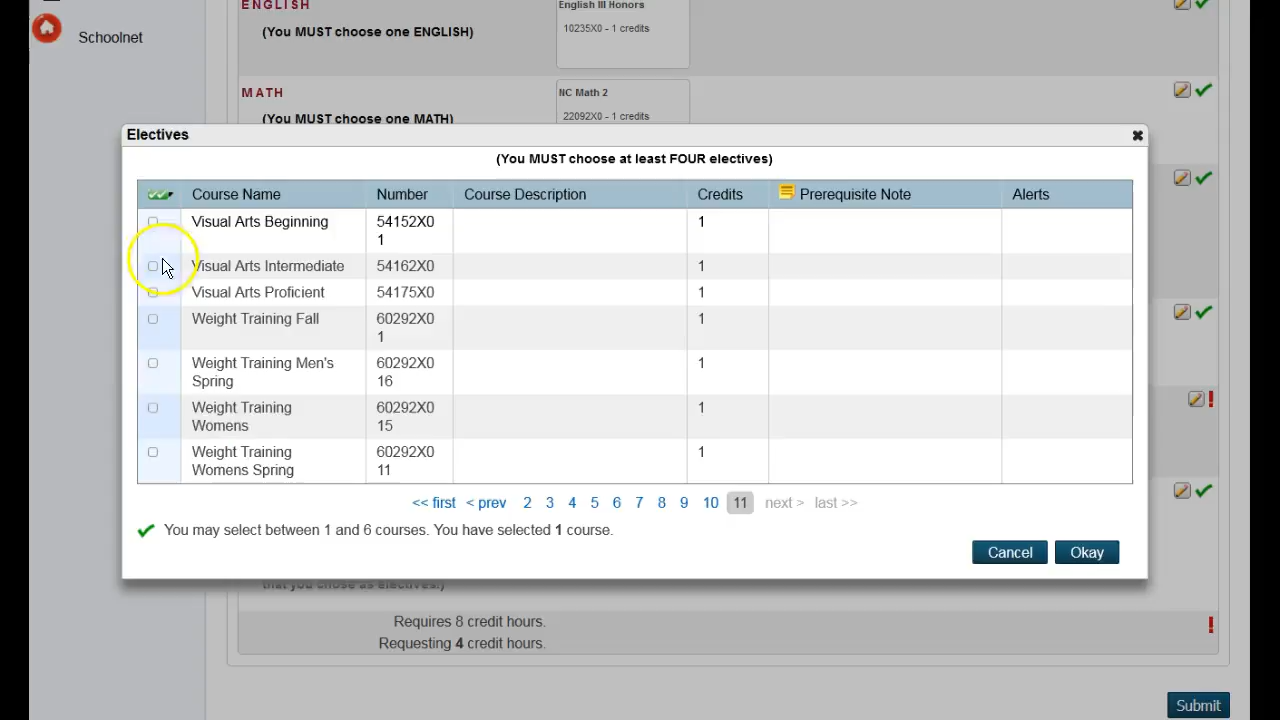 ENGLISH
English III Honors
(You MUST choose one ENGLISH)
10235X0 - 1 credits
Schoolnet
MATH
NC Math 2
(You MUST choose one MATH)
22092X0 - 1 credits
Electives
(You MUST choose at least FOUR electives)
Course Name Number Course Description Credits Prerequisite Note Alerts
Visual Arts Beginning 54152X0 1
1
Visual Arts Intermediate 54162X0 1
Visual Arts Proficient 54175X0 1
Weight Training Fall 60292X0 1
1
Weight Training Men's 60292X0 1
Spring 16
Weight Training 60292X0 1
Womens 15
Weight Training 60292X0 1
Womens Spring 11
<< first < prev 2 3 4 5 6 7 8 9 10 11 next > last >>
You may select between 1 and 6 courses. You have selected 1 course.
Cancel Okay
that you chose as electives.)
Requires 8 credit hours.
Requesting 4 credit hours.
Submit